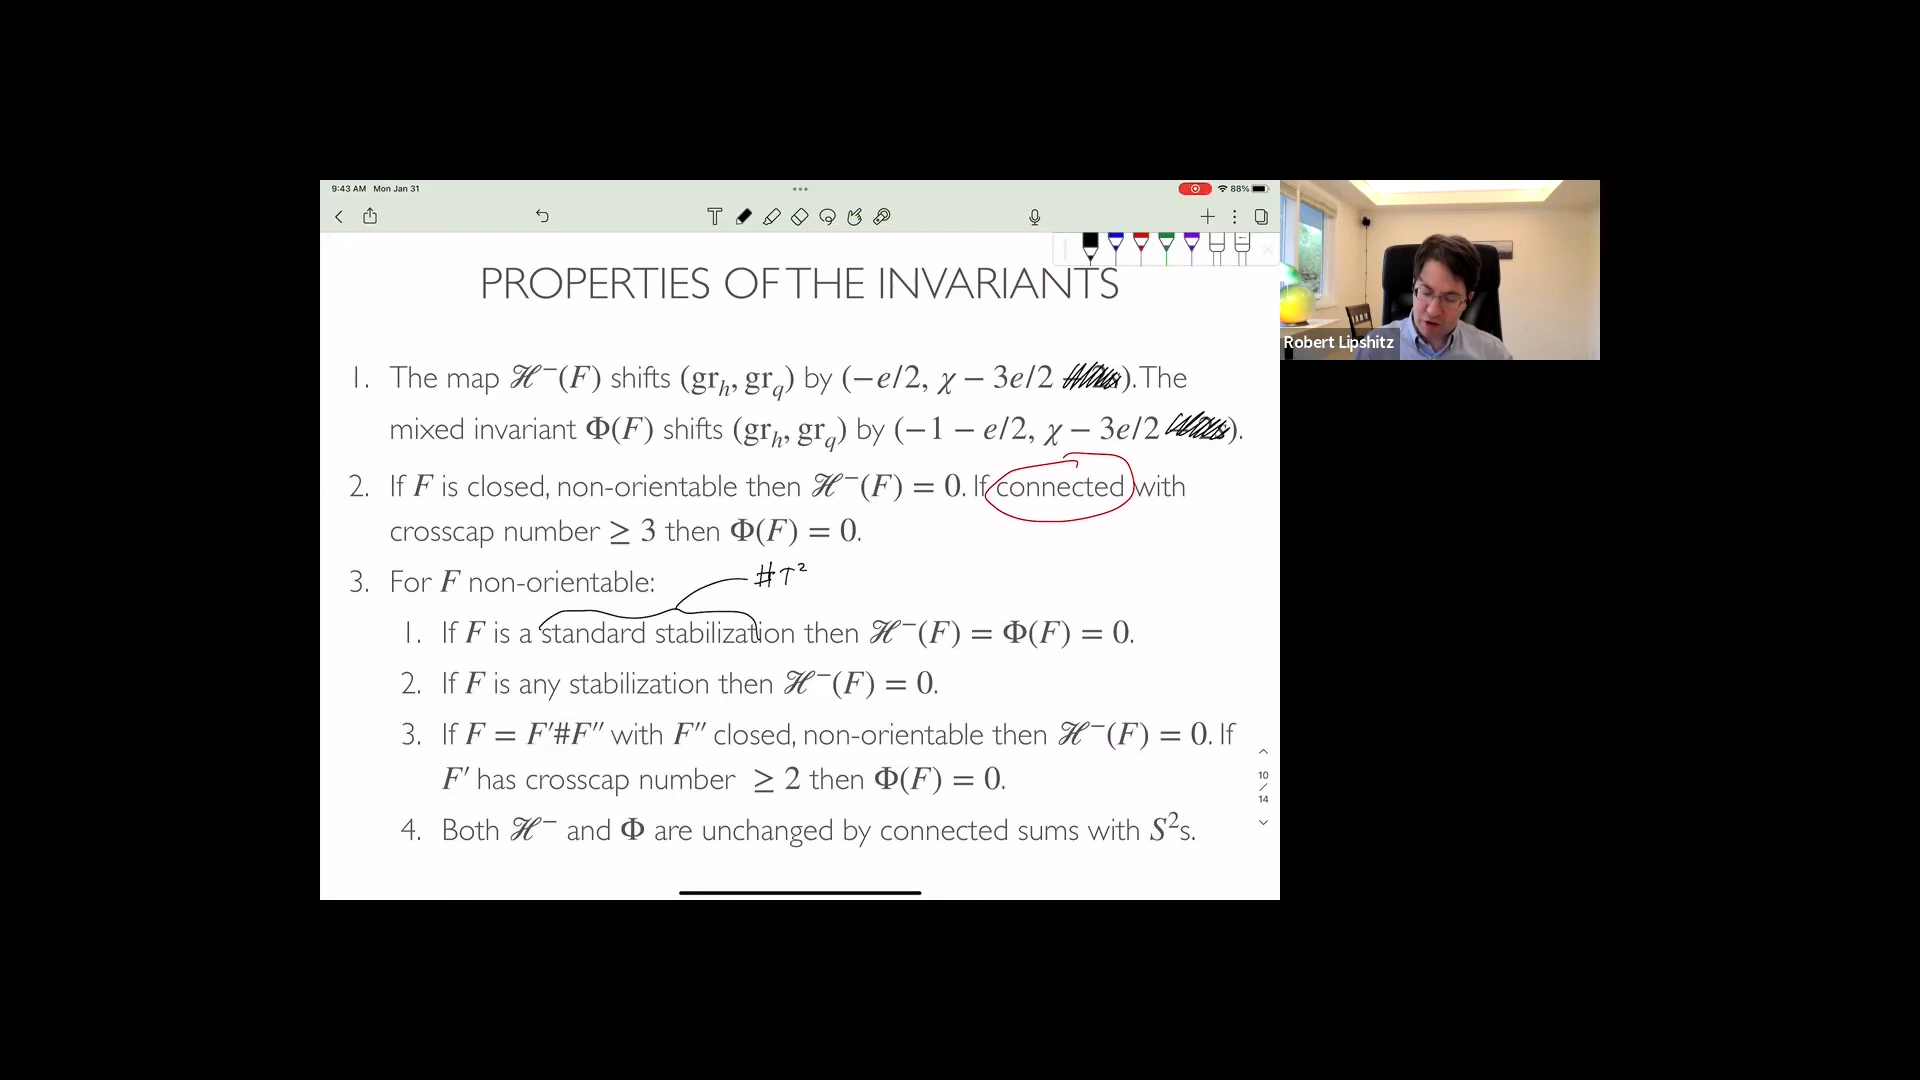 9:43 AM Mon Jan 31
88%
PROPERTIES OF THE INVARIANTS
1. The map ℋ⁻(F) shifts (gr_h, gr_q) by (−e/2, χ − 3e/2 ). The
mixed invariant Φ(F) shifts (gr_h, gr_q) by (−1 − e/2, χ − 3e/2 ).
2. If F is closed, non-orientable then ℋ⁻(F) = 0. If connected with
crosscap number ≥ 3 then Φ(F) = 0.
#T²
3. For F non-orientable:
1. If F is a standard stabilization then ℋ⁻(F) = Φ(F) = 0.
2. If F is any stabilization then ℋ⁻(F) = 0.
3. If F = F′#F″ with F″ closed, non-orientable then ℋ⁻(F) = 0. If
F′ has crosscap number ≥ 2 then Φ(F) = 0.
4. Both ℋ⁻ and Φ are unchanged by connected sums with S²s.
10
/
14
Robert Lipshitz